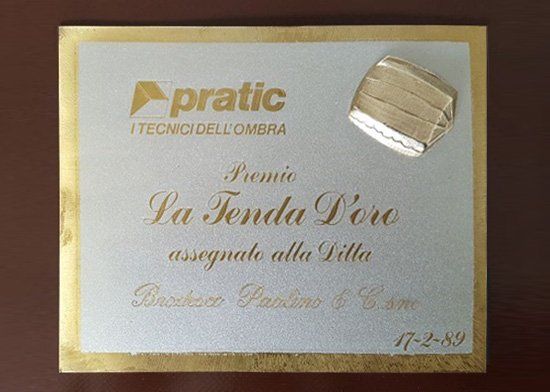 pratic
I TECNICI DELL'OMBRA
Premio
La Tenda D'oro
assegnato alla Ditta
Paolino & C. snc
17-2-89